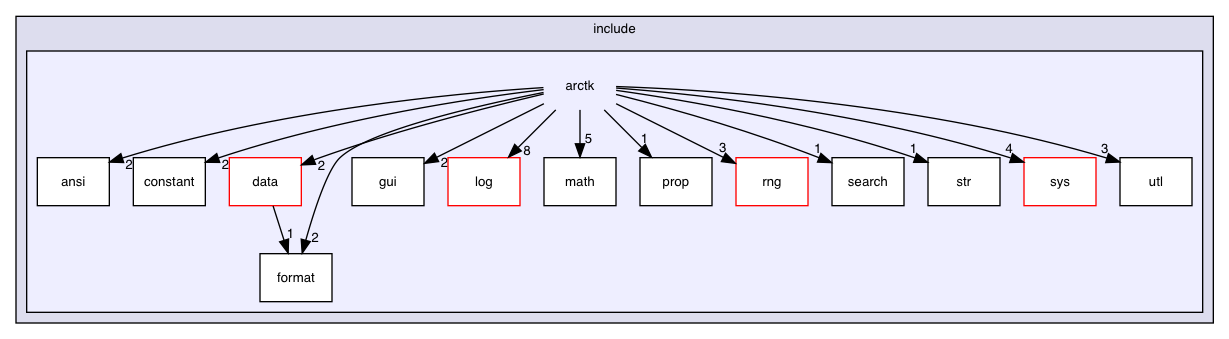 include
arctk
2
2
2
2
8
5
1
3
1
1
4
3
ansi
constant
data
gui
log
math
prop
rng
search
str
sys
utl
1
2
format